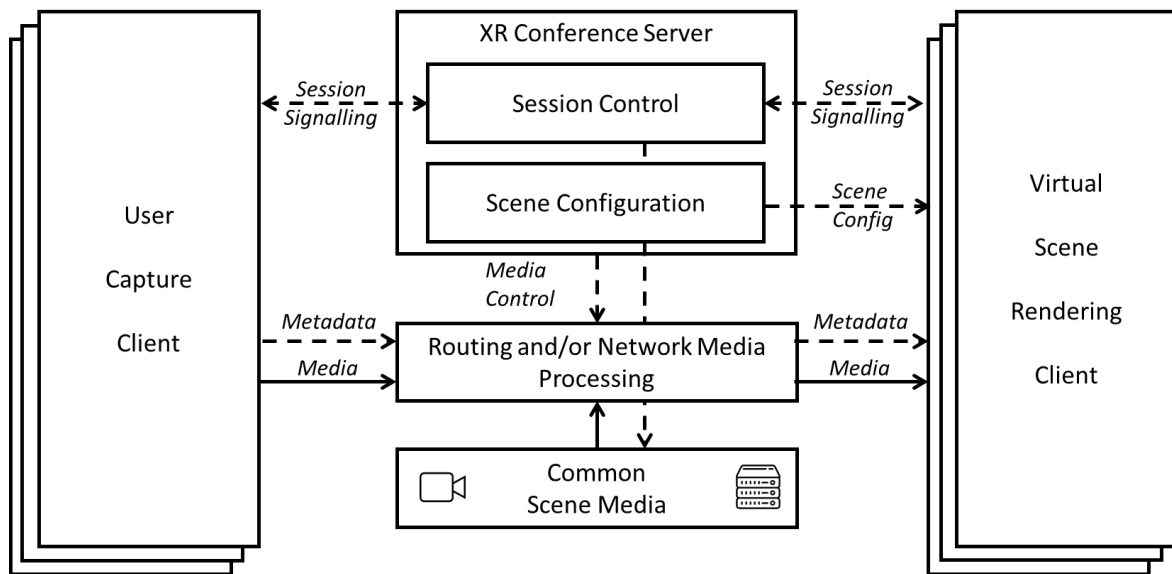 XR Conference Server
Session
Signalling
Session Control
Session
Signalling
User
Capture
Client
Scene Configuration
Scene
Config
Virtual
Scene
Rendering
Client
Media
Control
Metadata
Media
Routing and/or Network Media
Processing
Metadata
Media
Common
Scene Media